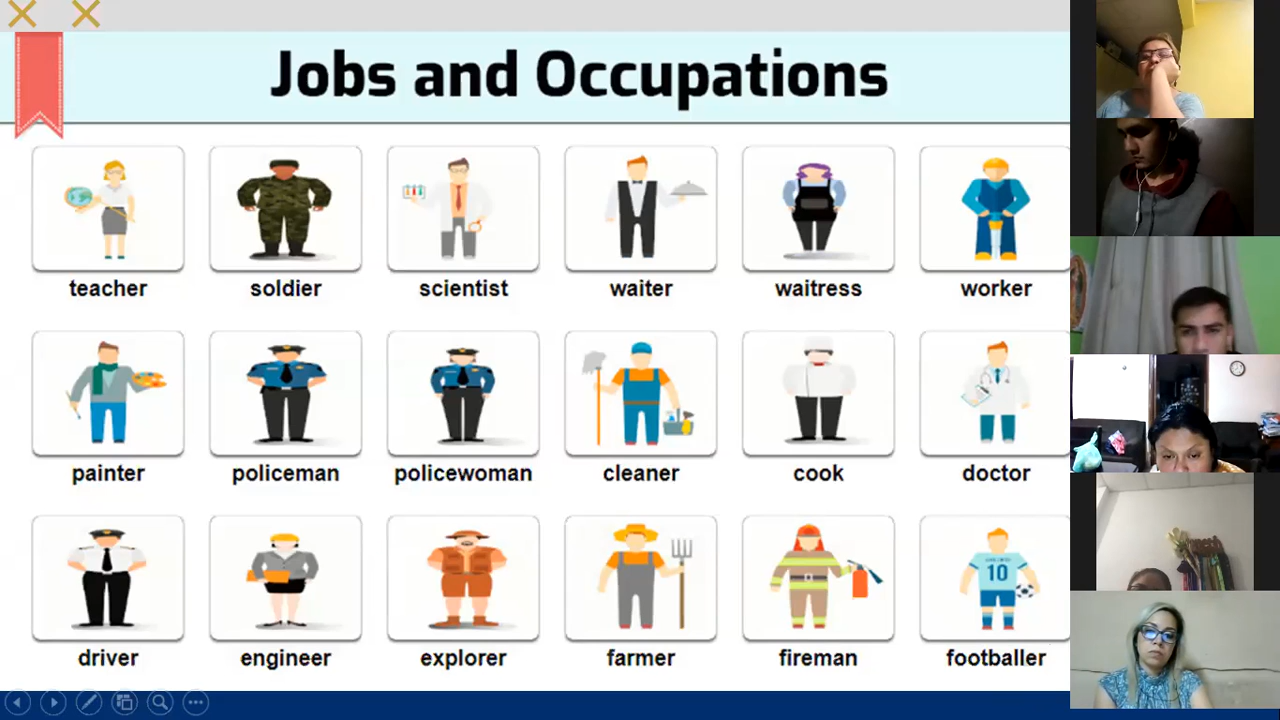 Jobs and Occupations
teacher soldier scientist waiter waitress worker
painter policeman policewoman cleaner cook doctor
driver engineer explorer farmer fireman footballer
10